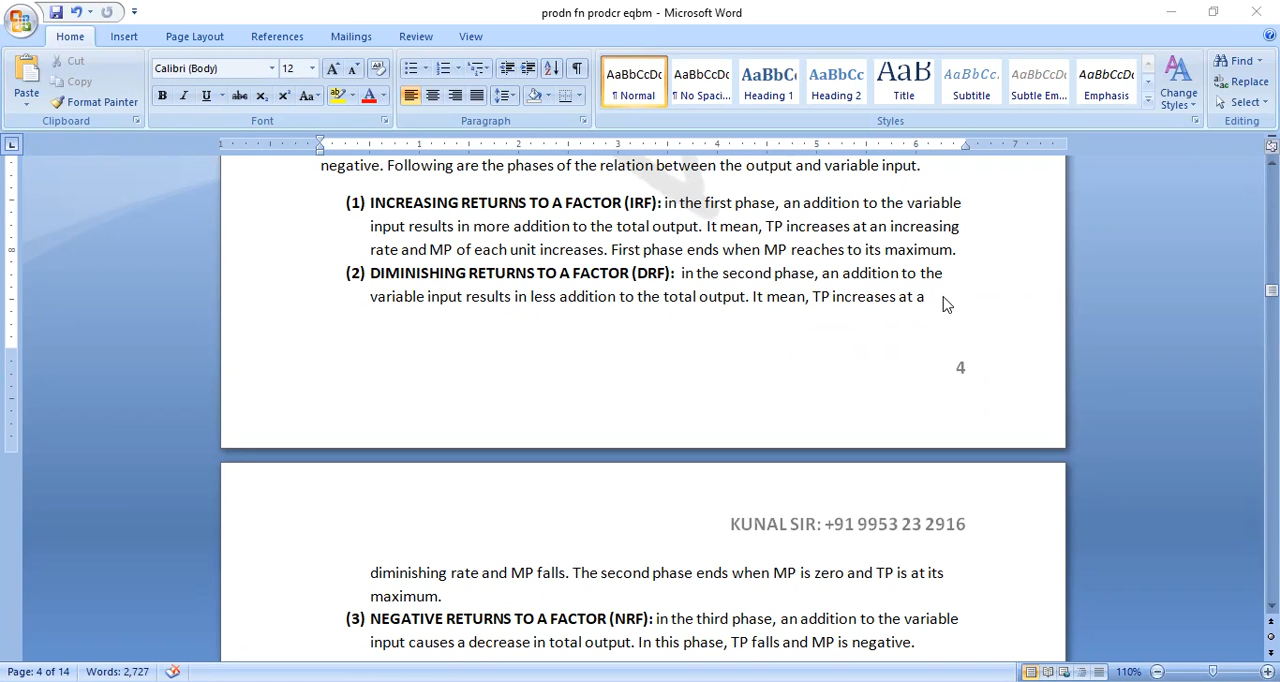 prodn fn prodcr eqbm - Microsoft Word
Home Insert Page Layout References Mailings Review View
Paste
Cut
Copy
Format Painter
Clipboard
Calibri (Body) 12
Font
Paragraph
AaBbCcDc AaBbCcDc AaBbCc AaBbCc AaB AaBbCc. AaBbCcDc AaBbCcDc
¶ Normal ¶ No Spaci... Heading 1 Heading 2 Title Subtitle Subtle Em... Emphasis
Change Styles
Styles
Find
Replace
Select
Editing
1 1 2 3 4 5 6 7
negative. Following are the phases of the relation between the output and variable input.
(1) INCREASING RETURNS TO A FACTOR (IRF): in the first phase, an addition to the variable
input results in more addition to the total output. It mean, TP increases at an increasing
rate and MP of each unit increases. First phase ends when MP reaches to its maximum.
(2) DIMINISHING RETURNS TO A FACTOR (DRF): in the second phase, an addition to the
variable input results in less addition to the total output. It mean, TP increases at a
4
KUNAL SIR: +91 9953 23 2916
diminishing rate and MP falls. The second phase ends when MP is zero and TP is at its
maximum.
(3) NEGATIVE RETURNS TO A FACTOR (NRF): in the third phase, an addition to the variable
input causes a decrease in total output. In this phase, TP falls and MP is negative.
Page: 4 of 14 Words: 2,727 110%